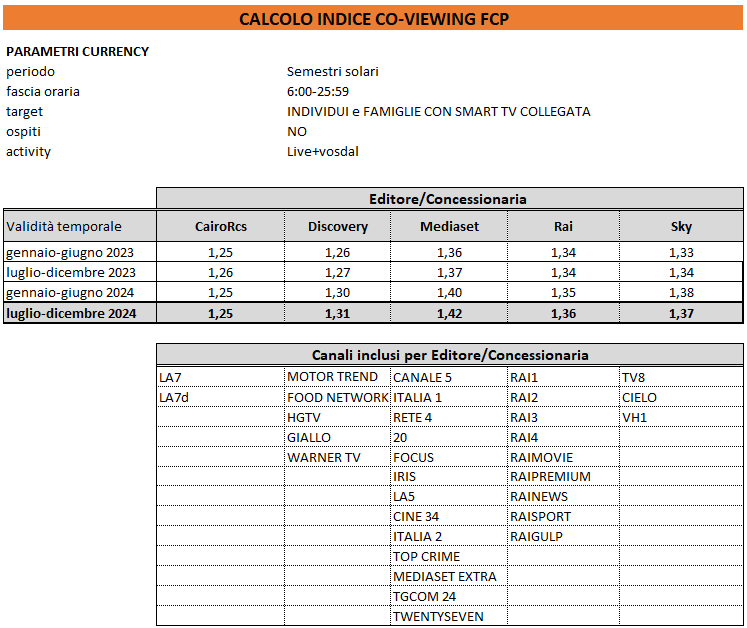 CALCOLO INDICE CO-VIEWING FCP
PARAMETRI CURRENCY
periodo Semestri solari
fascia oraria 6:00-25:59
target INDIVIDUI e FAMIGLIE CON SMART TV COLLEGATA
ospiti NO
activity Live+vosdal
Editore/Concessionaria
Validità temporale CairoRcs Discovery Mediaset Rai Sky
gennaio-giugno 2023 1,25 1,26 1,36 1,34 1,33
luglio-dicembre 2023 1,26 1,27 1,37 1,34 1,34
gennaio-giugno 2024 1,25 1,30 1,40 1,35 1,38
luglio-dicembre 2024 1,25 1,31 1,42 1,36 1,37
Canali inclusi per Editore/Concessionaria
LA7 MOTOR TREND CANALE 5 RAI1 TV8
LA7d FOOD NETWORK ITALIA 1 RAI2 CIELO
HGTV RETE 4 RAI3 VH1
GIALLO 20 RAI4
WARNER TV FOCUS RAIMOVIE
IRIS RAIPREMIUM
LA5 RAINEWS
CINE 34 RAISPORT
ITALIA 2 RAIGULP
TOP CRIME
MEDIASET EXTRA
TGCOM 24
TWENTYSEVEN